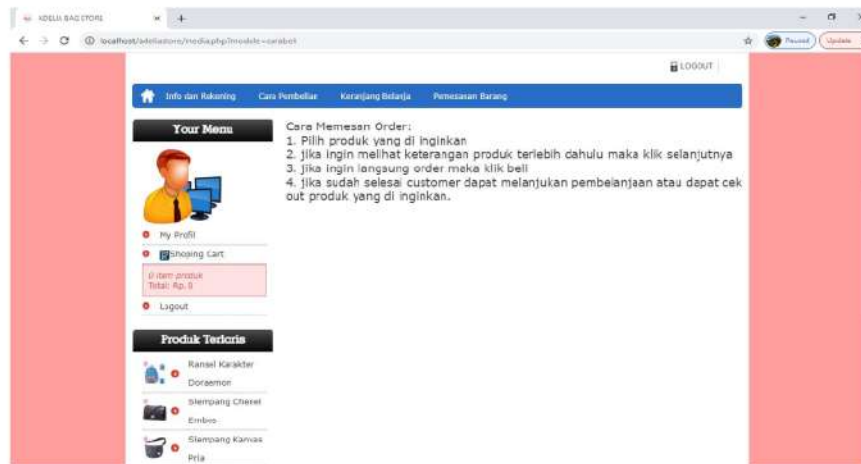 ADELIA BAG STORE
localhost/adeliastore/media.php?module=carabeli
Paused
Update
LOGOUT
Info dan Rekening Cara Pembelian Keranjang Belanja Pemesanan Barang
Your Menu
My Profil
Shoping Cart
0 item produk
Total: Rp. 0
Logout
Produk Terlaris
Ransel Karakter
Doraemon
Slempang Chenel
Embos
Slempang Kanvas
Pria
Cara Memesan Order:
1. Pilih produk yang di inginkan
2. jika ingin melihat keterangan produk terlebih dahulu maka klik selanjutnya
3. jika ingin langsung order maka klik beli
4. jika sudah selesai customer dapat melanjukan pembelanjaan atau dapat cek
out produk yang di inginkan.